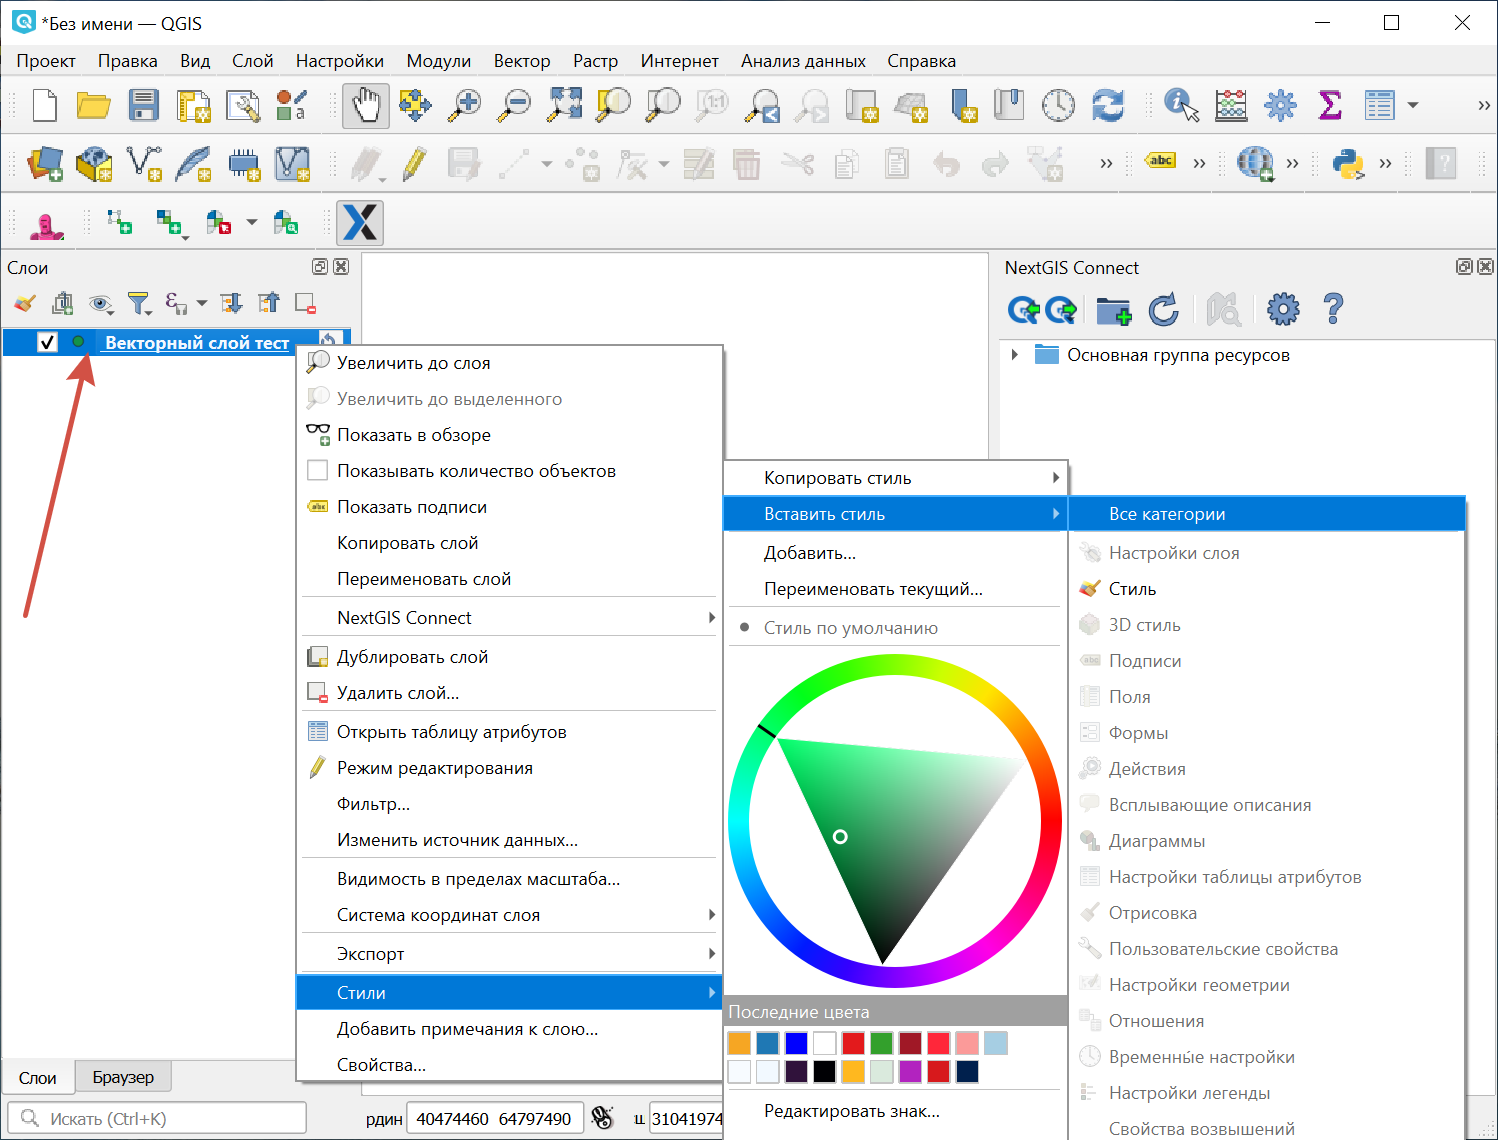 *Без имени — QGIS
Проект Правка Вид Слой Настройки Модули Вектор Растр Интернет Анализ данных Справка
1:1
abc
Слои
NextGIS Connect
Векторный слой тест
Основная группа ресурсов
Увеличить до слоя
Увеличить до выделенного
Показать в обзоре
Показывать количество объектов
abc Показать подписи
Копировать слой
Переименовать слой
NextGIS Connect
Дублировать слой
Удалить слой...
Открыть таблицу атрибутов
Режим редактирования
Фильтр...
Изменить источник данных...
Видимость в пределах масштаба...
Система координат слоя
Экспорт
Стили
Добавить примечания к слою...
Свойства...
Копировать стиль
Вставить стиль
Добавить...
Переименовать текущий...
Стиль по умолчанию
Последние цвета
Редактировать знак...
Все категории
Настройки слоя
Стиль
3D стиль
abc Подписи
Поля
Формы
Действия
Всплывающие описания
Диаграммы
Настройки таблицы атрибутов
Отрисовка
Пользовательские свойства
Настройки геометрии
Отношения
Временны́е настройки
Настройки легенды
Свойства возвышений
Слои Браузер
Искать (Ctrl+K)
рдин 40474460 64797490 ш 31041974